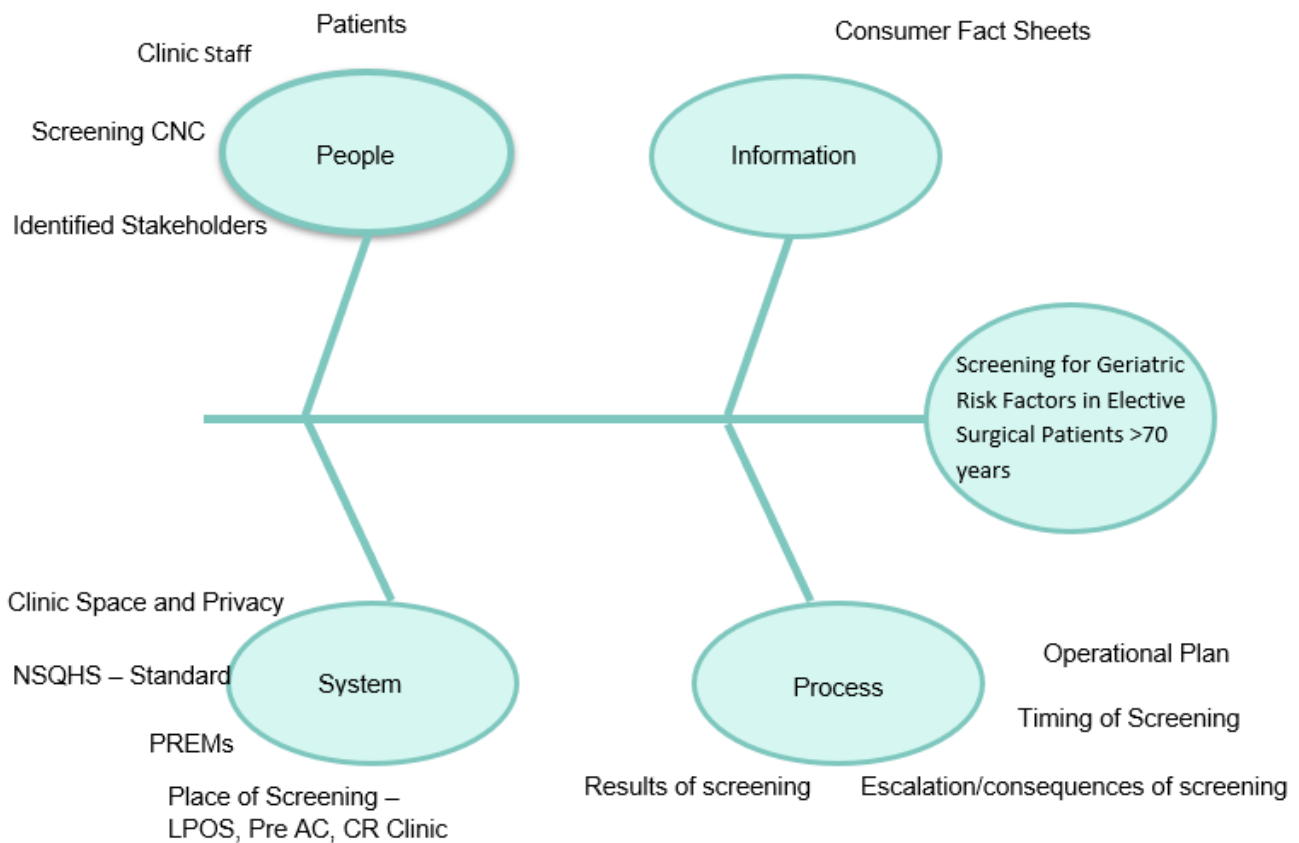 Patients
Consumer Fact Sheets
Clinic Staff
Screening CNC
People
Information
Identified Stakeholders
Screening for Geriatric
Risk Factors in Elective
Surgical Patients >70
years
Clinic Space and Privacy
NSQHS – Standard
System
Process
Operational Plan
Timing of Screening
PREMs
Results of screening
Escalation/consequences of screening
Place of Screening –
LPOS, Pre AC, CR Clinic